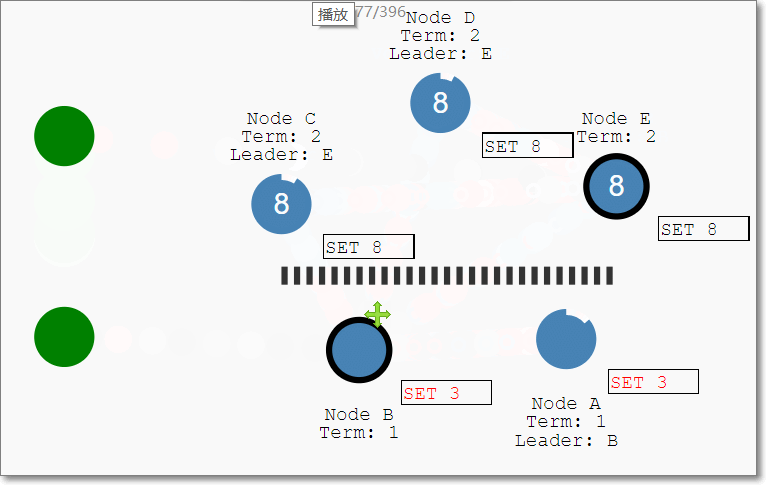 播放
77/396
Node D
Term: 2
Leader: E
8
SET 8
Node E
Term: 2
8
SET 8
Node C
Term: 2
Leader: E
8
SET 8
SET 3
Node B
Term: 1
SET 3
Node A
Term: 1
Leader: B